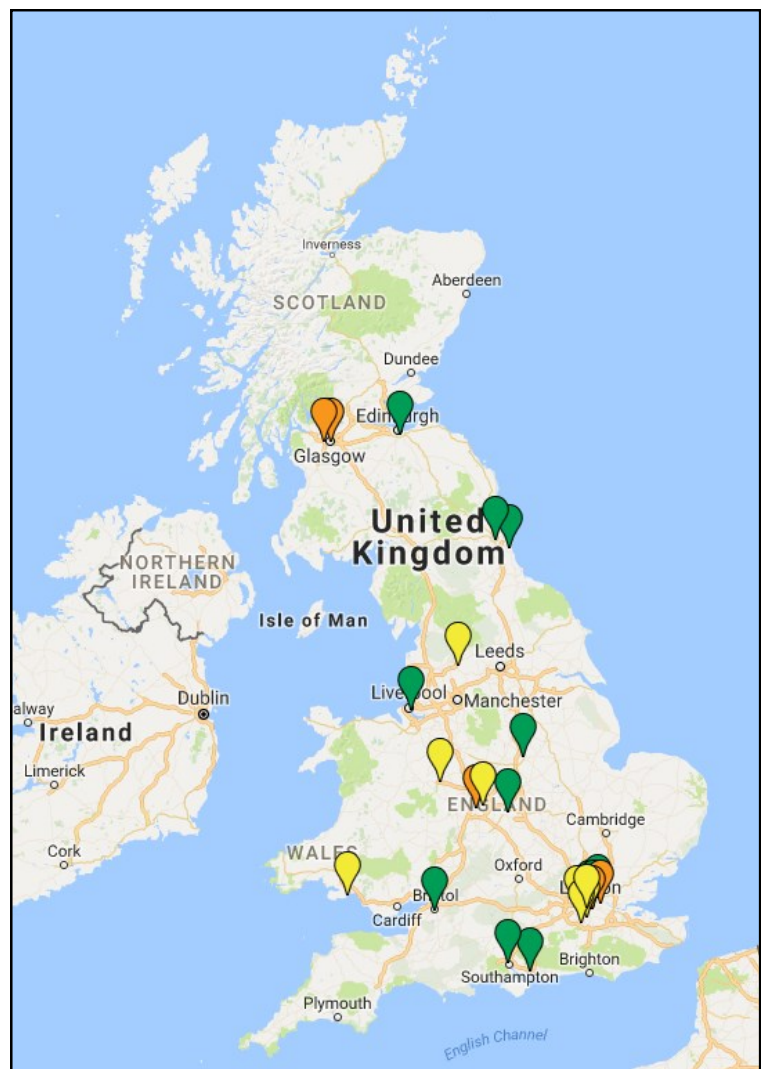 Inverness
SCOTLAND
Aberdeen
Dundee
Edinburgh
Glasgow
United
Kingdom
NORTHERN
IRELAND
Isle of Man
Leeds
Liverpool
Manchester
Dublin
alway
Ireland
Limerick
ENGLAND
Cambridge
Cork
WALES
Oxford
London
Bristol
Cardiff
Southampton
Brighton
Plymouth
English Channel